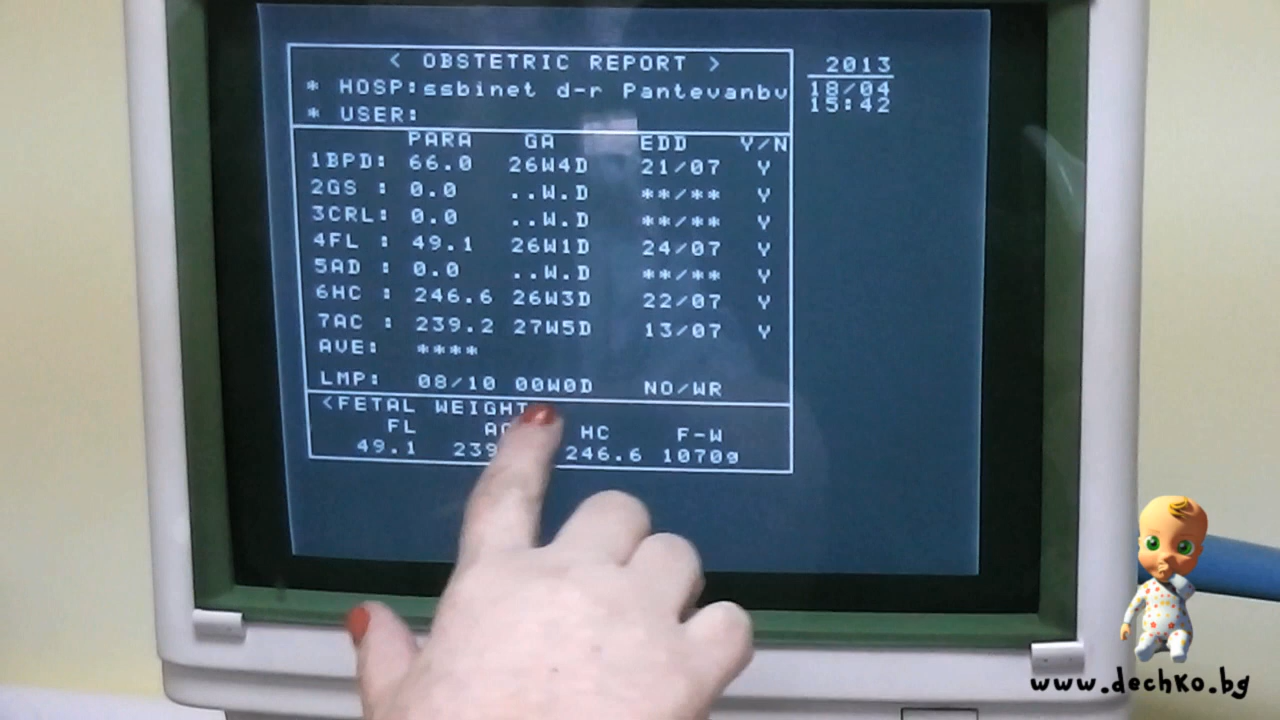 < OBSTETRIC REPORT >
* HOSP:ssbinet d-r Pantevanbv
* USER:
2013
18/04
15:42
PARA GA EDD Y/N
1BPD: 66.0 26W4D 21/07 Y
2GS : 0.0 ..W.D **/** Y
3CRL: 0.0 ..W.D **/** Y
4FL : 49.1 26W1D 24/07 Y
5AD : 0.0 ..W.D **/** Y
6HC : 246.6 26W3D 22/07 Y
7AC : 239.2 27W5D 13/07 Y
AVE: ****
LMP: 08/10 00W0D NO/WR
<FETAL WEIGHT
FL HC F-W
49.1 246.6 1070g
www.dechko.bg